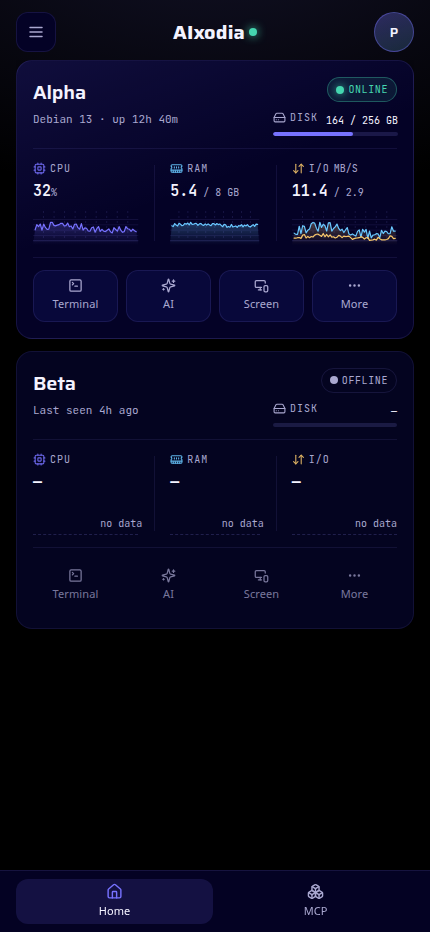 AIxodia
P
Alpha
ONLINE
Debian 13 · up 12h 40m
DISK 164 / 256 GB
CPU
RAM
I/O MB/S
32%
5.4 / 8 GB
11.4 / 2.9
Terminal
AI
Screen
More
Beta
OFFLINE
Last seen 4h ago
DISK –
CPU
RAM
I/O
–
–
–
no data
no data
no data
Terminal
AI
Screen
More
Home
MCP